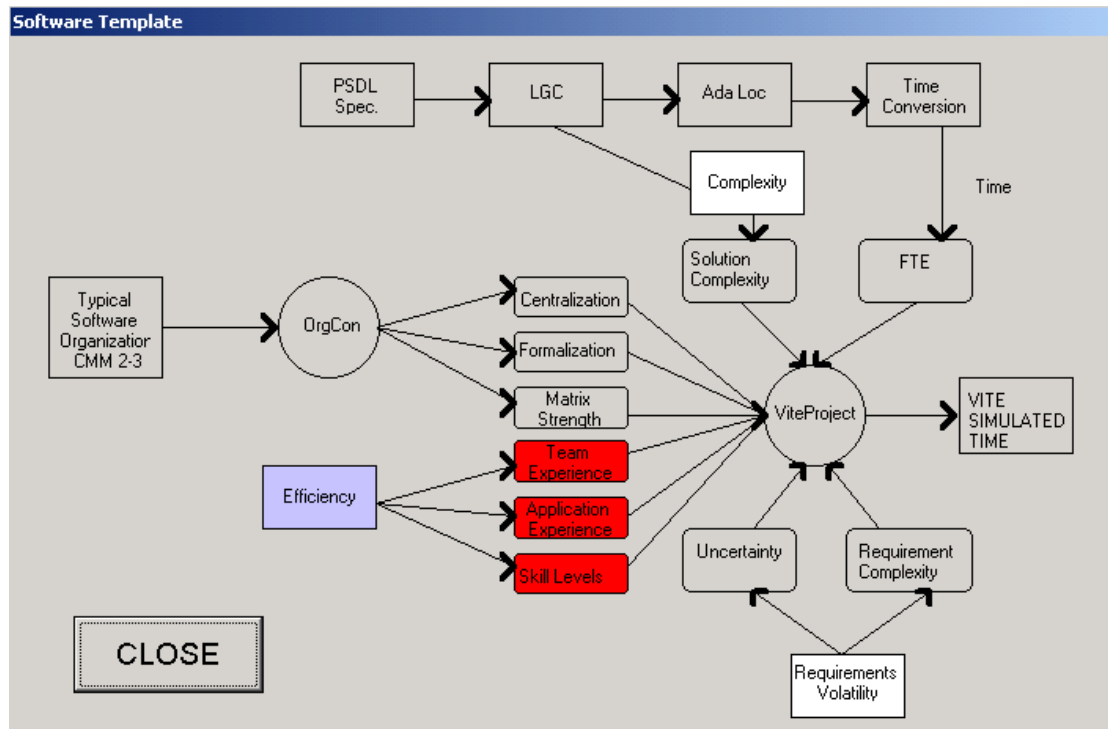 Software Template
PSDL
Spec.
LGC
Ada Loc
Time
Conversion
Complexity
Time
Solution
Complexity
FTE
Typical
Software
Organization
CMM 2-3
OrgCon
Centralization
Formalization
Matrix
Strength
ViteProject
VITE
SIMULATED
TIME
Efficiency
Team
Experience
Application
Experience
Skill Levels
Uncertainty
Requirement
Complexity
CLOSE
Requirements
Volatility